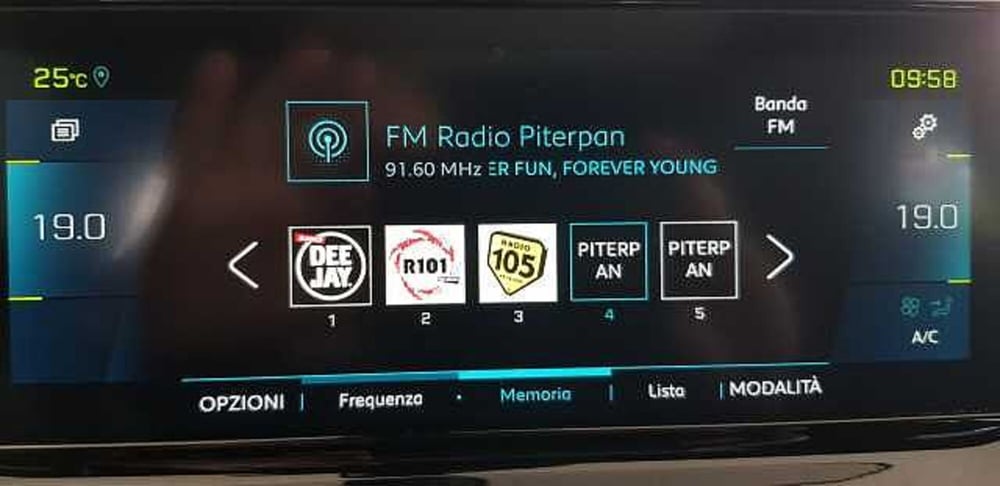 25°C
09:58
Banda
FM
FM Radio Piterpan
91.60 MHz ER FUN, FOREVER YOUNG
19.0
19.0
RADIO
DEE
JAY.
R101
RADIO
105
PITERP
AN
PITERP
AN
1
2
3
4
5
A/C
OPZIONI
Frequenza
Memoria
Lista
MODALITÀ